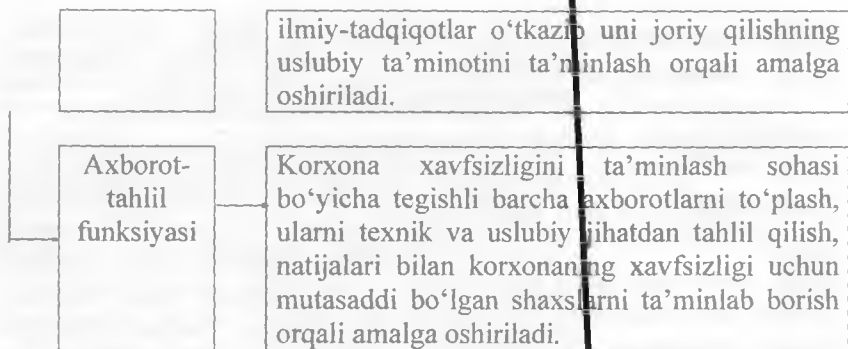 ilmiy-tadqiqotlar o‘tkazib uni joriy qilishning
uslubiy ta’minotini ta’minlash orqali amalga
oshiriladi.
Axborot-
tahlil
funksiyasi
Korxona xavfsizligini ta’minlash sohasi
bo‘yicha tegishli barcha axborotlarni to‘plash,
ularni texnik va uslubiy jihatdan tahlil qilish,
natijalari bilan korxonaning xavfsizligi uchun
mutasaddi bo‘lgan shaxslarni ta’minlab borish
orqali amalga oshiriladi.